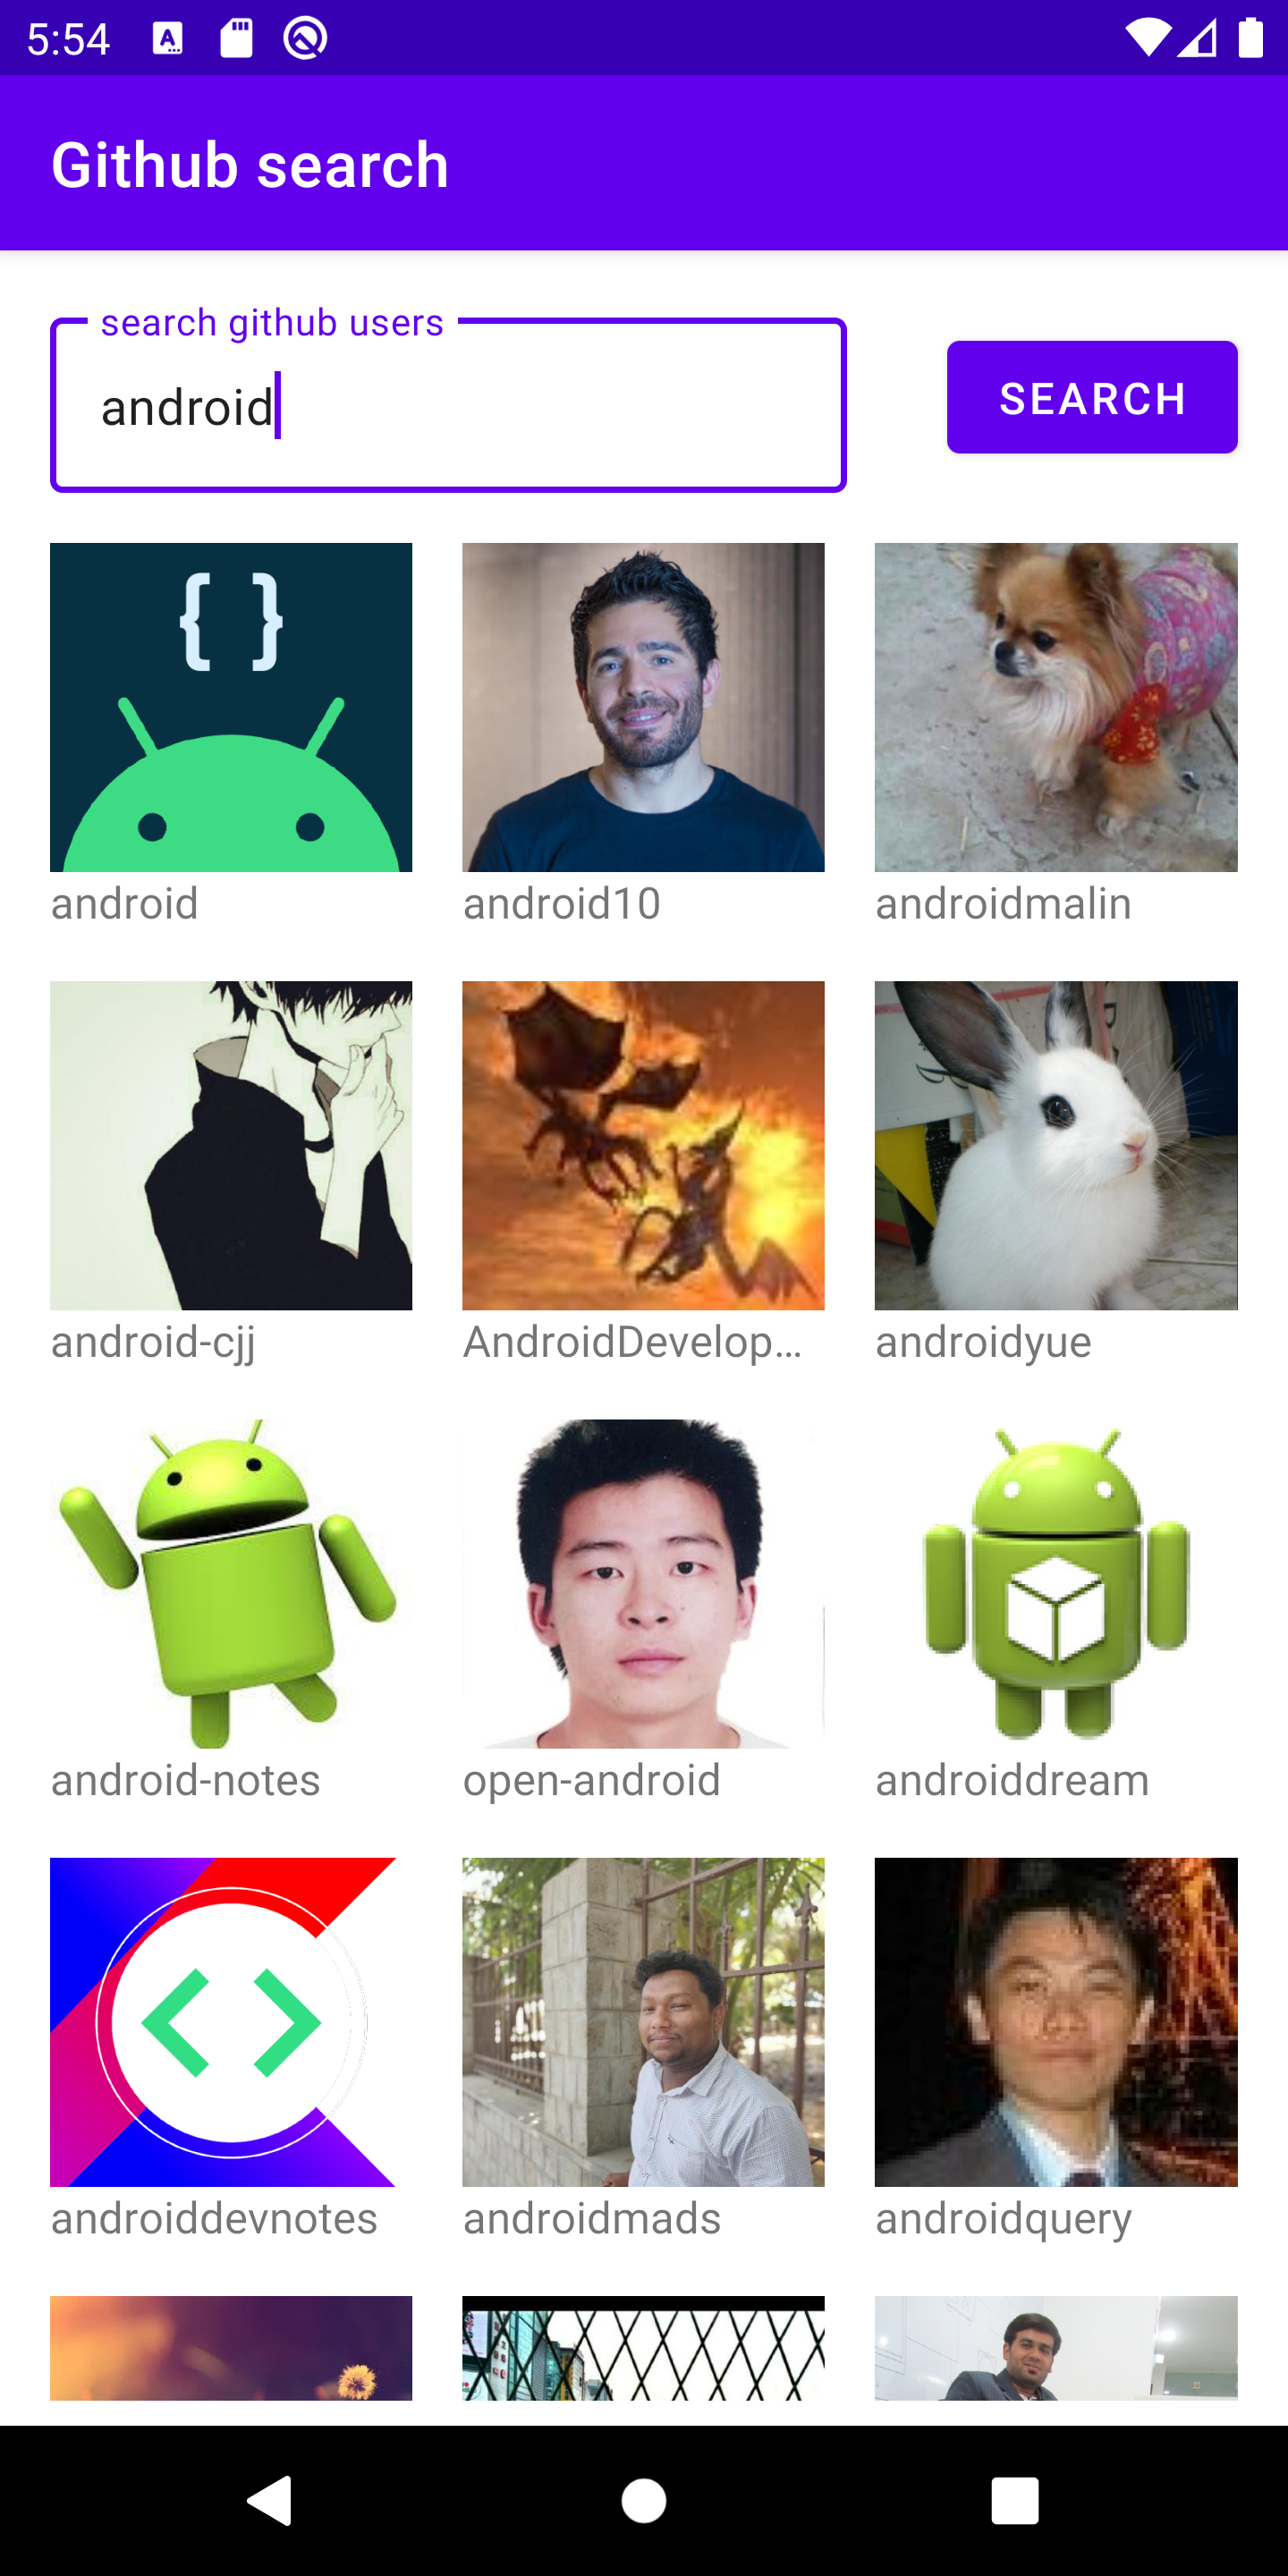 5:54
Github search
search github users
android
SEARCH
{ }
android
android10
androidmalin
android-cjj
AndroidDevelop...
androidyue
android-notes
open-android
androiddream
< >
androiddevnotes
androidmads
androidquery